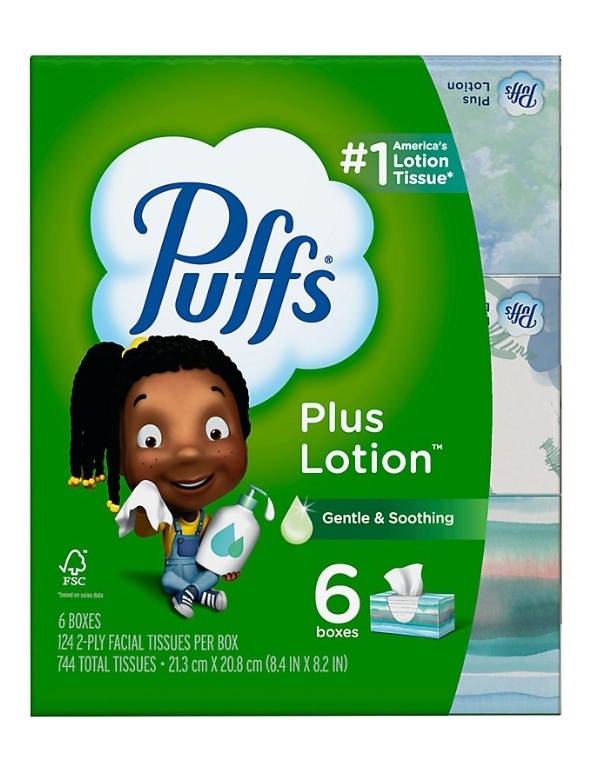 Puffs®
#1 America's
Lotion
Tissue*
Plus
Lotion™
Gentle & Soothing
6
boxes
FSC
*based on sales data
6 BOXES
124 2-PLY FACIAL TISSUES PER BOX
744 TOTAL TISSUES • 21.3 cm X 20.8 cm (8.4 IN X 8.2 IN)
Puffs
Plus
Lotion
Puffs